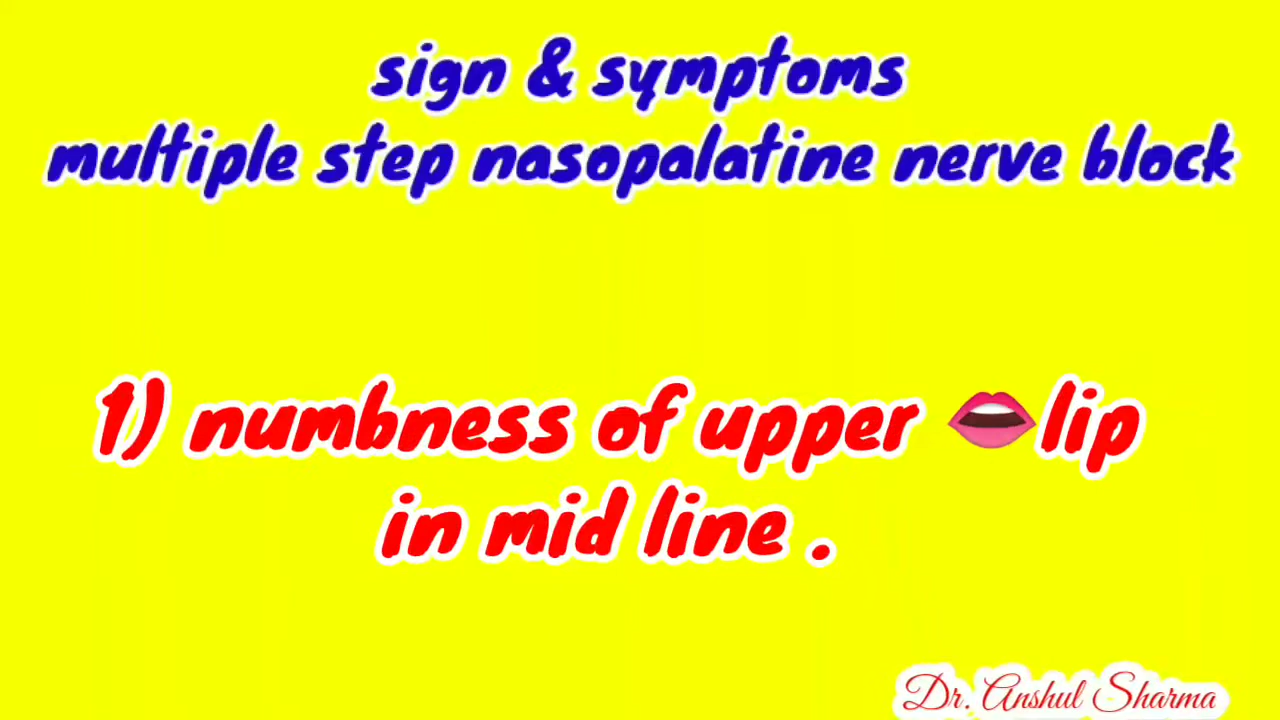 sign & symptoms
multiple step nasopalatine nerve block
1) numbness of upper 👄lip
in mid line .
Dr. Anshul Sharma